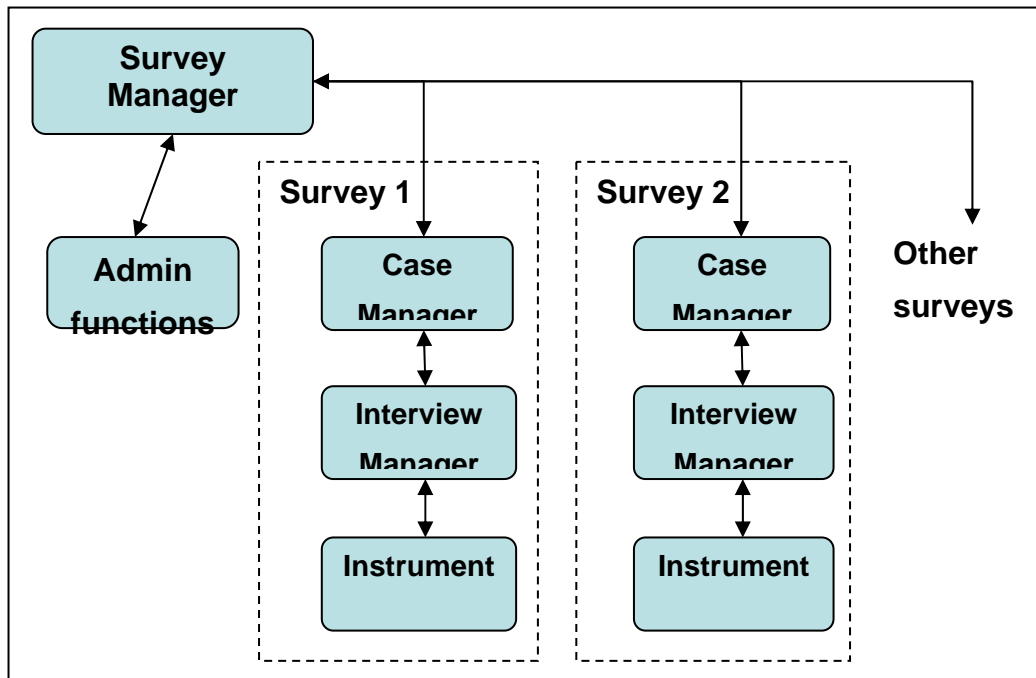 Survey
Manager
Admin
functions
Survey 1
Case
Manager
Interview
Manager
Instrument
Survey 2
Case
Manager
Interview
Manager
Instrument
Other
surveys